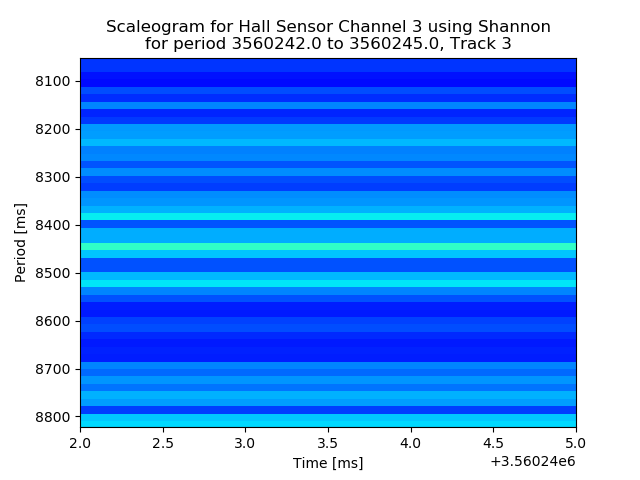 Scaleogram for Hall Sensor Channel 3 using Shannon
for period 3560242.0 to 3560245.0, Track 3
8100
8200
8300
8400
8500
8600
8700
8800
Period [ms]
2.0 2.5 3.0 3.5 4.0 4.5 5.0
Time [ms]
+3.56024e6